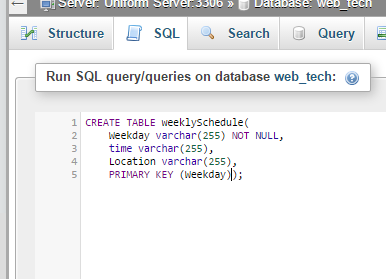 Server: Uniform Server:3306 » Database: web_tech
Structure SQL Search Query
Run SQL query/queries on database web_tech:
1 CREATE TABLE weeklySchedule(
2 Weekday varchar(255) NOT NULL,
3 time varchar(255),
4 Location varchar(255),
5 PRIMARY KEY (Weekday));